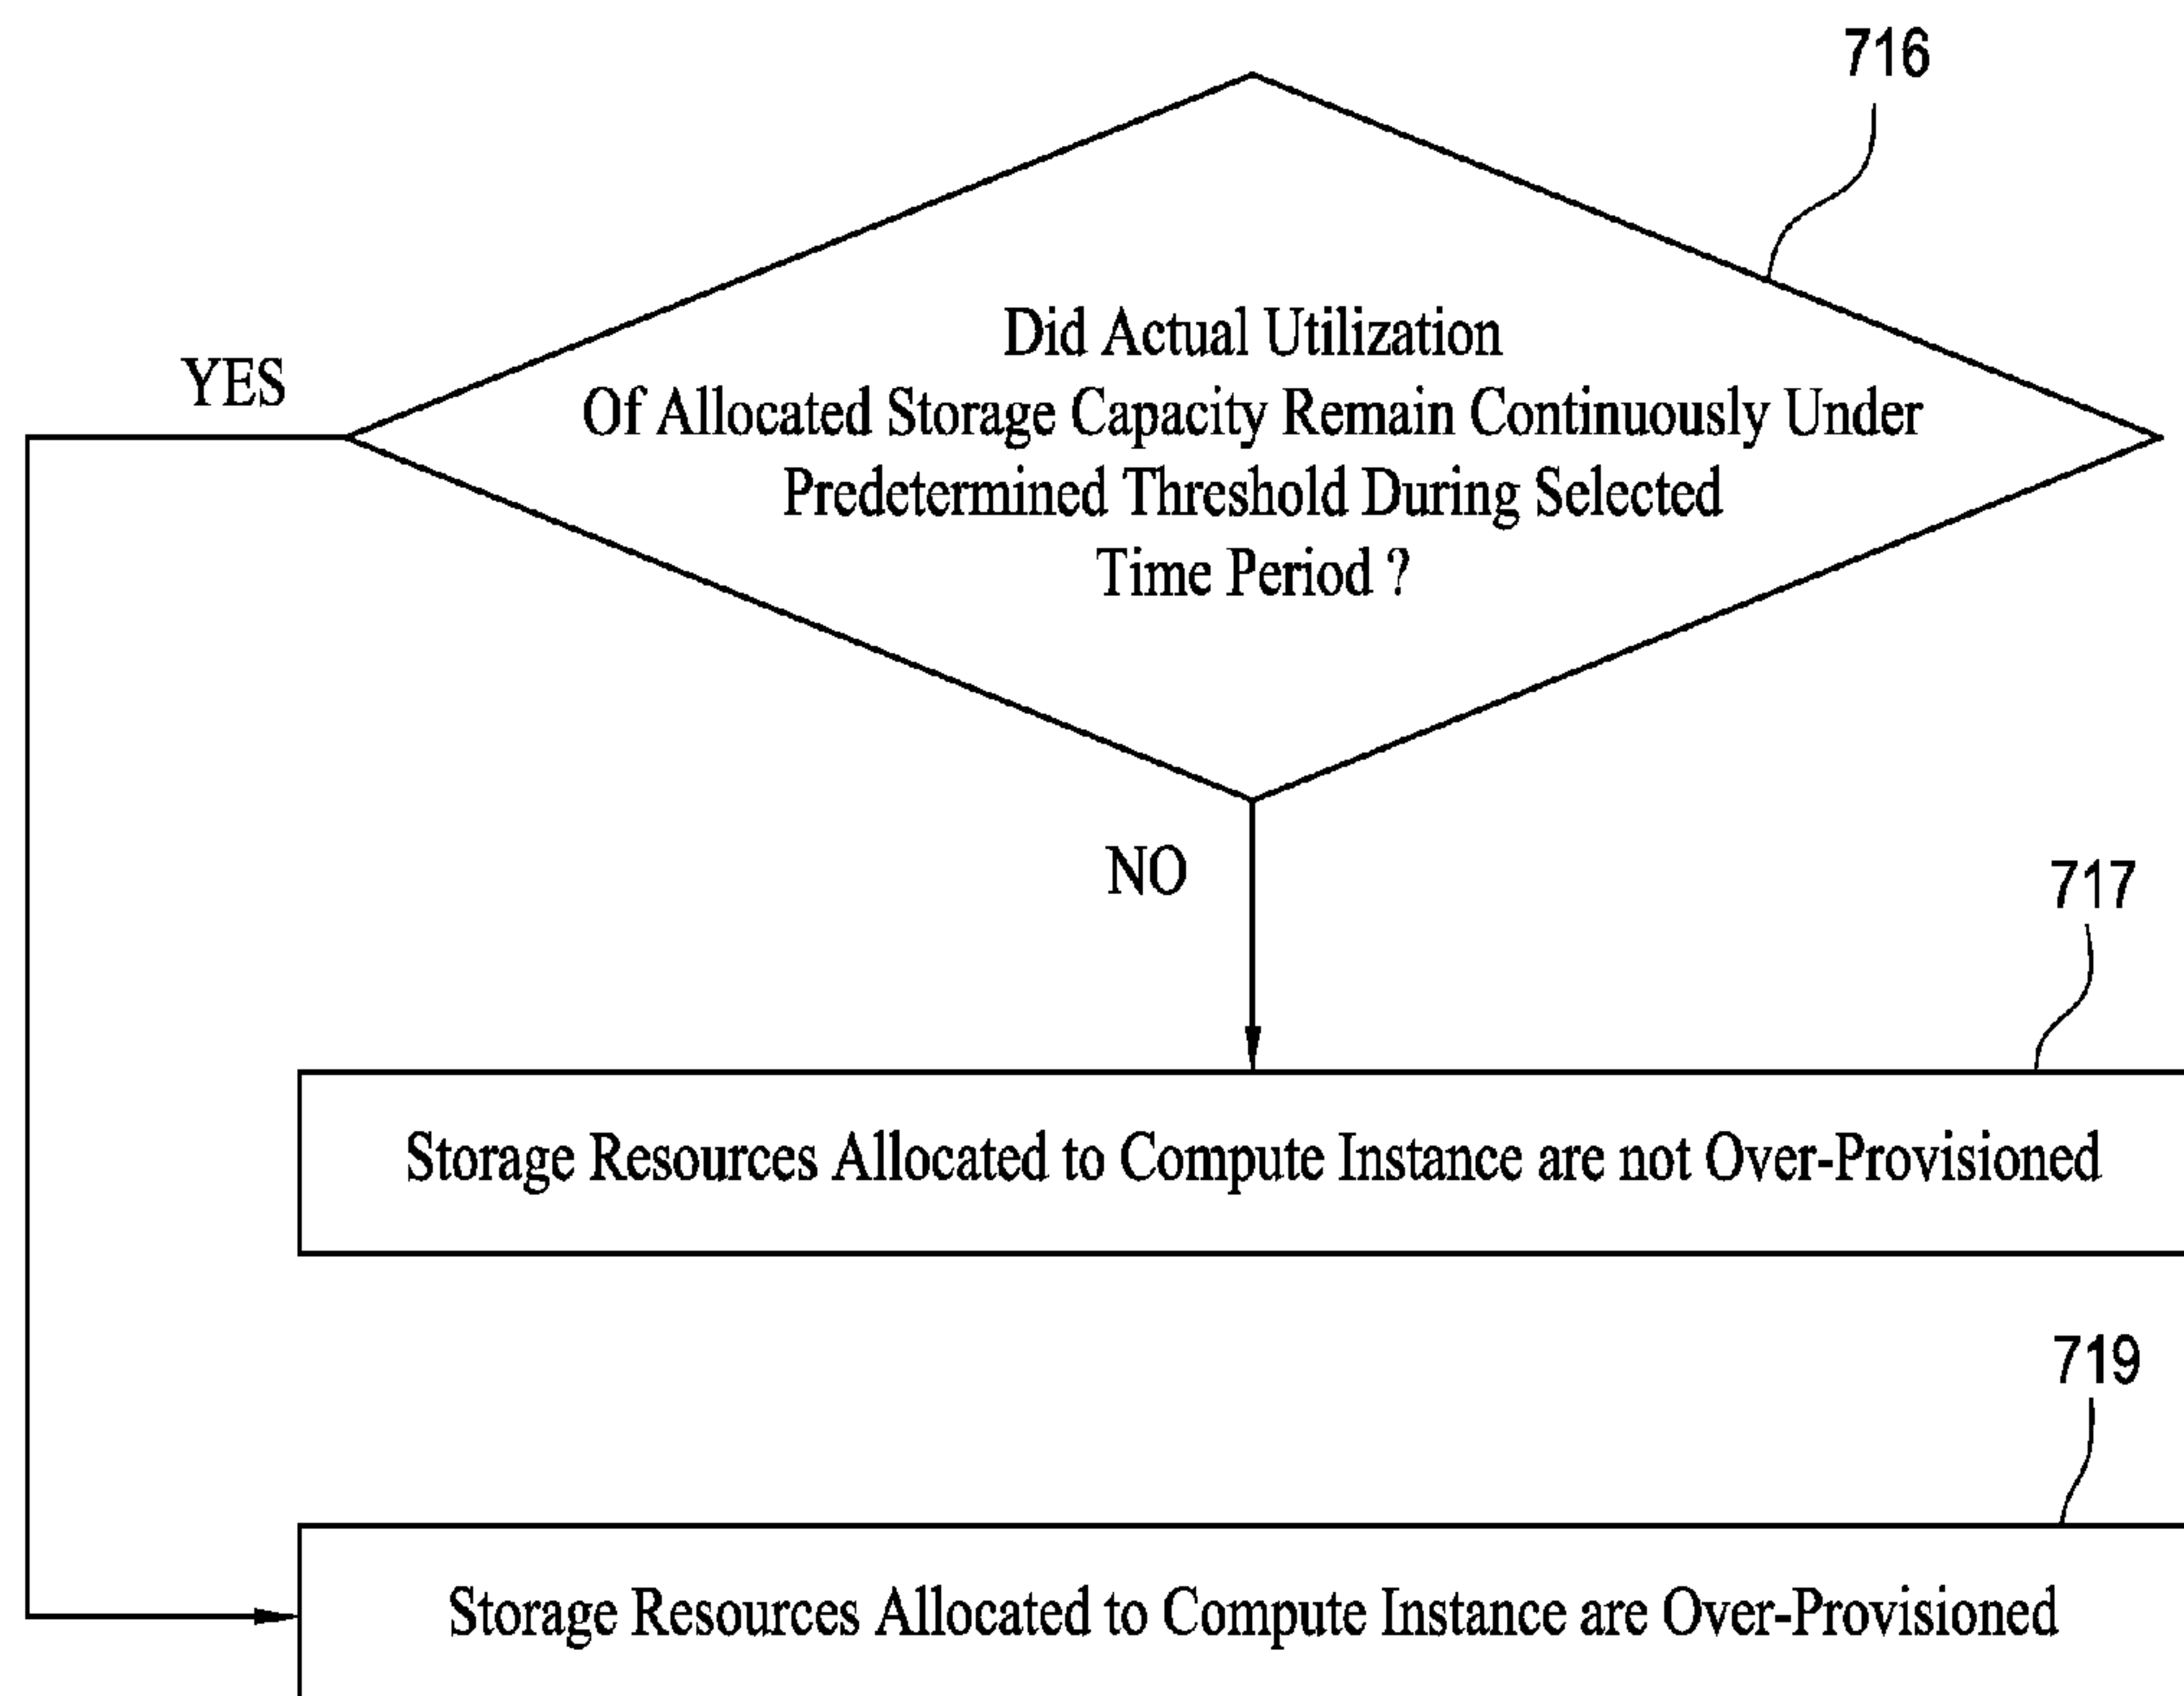 716
Did Actual Utilization
Of Allocated Storage Capacity Remain Continuously Under
Predetermined Threshold During Selected
Time Period ?
YES
NO
717
Storage Resources Allocated to Compute Instance are not Over-Provisioned
719
Storage Resources Allocated to Compute Instance are Over-Provisioned